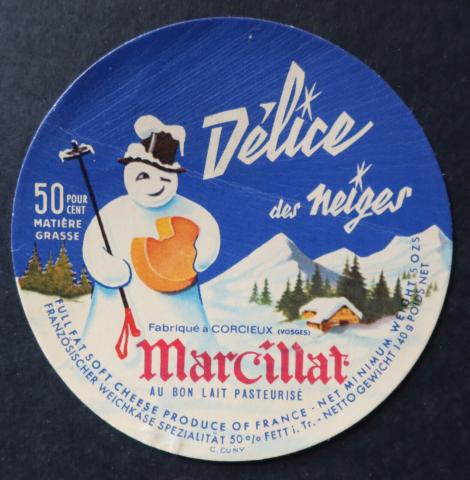 Délice
des neiges
50 POUR
CENT
MATIÈRE
GRASSE
Fabriqué à CORCIEUX (VOSGES)
Marcillat
AU BON LAIT PASTEURISÉ
FULL FAT SOFT CHEESE PRODUCE OF FRANCE - NET MINIMUM WEIGHT 5 OZS
FRANZÖSISCHER WEICHKÄSE SPEZIALITÄT 50% FETT i. Tr. - NETTO GEWICHT 140 g POIDS NET
C. CUNY